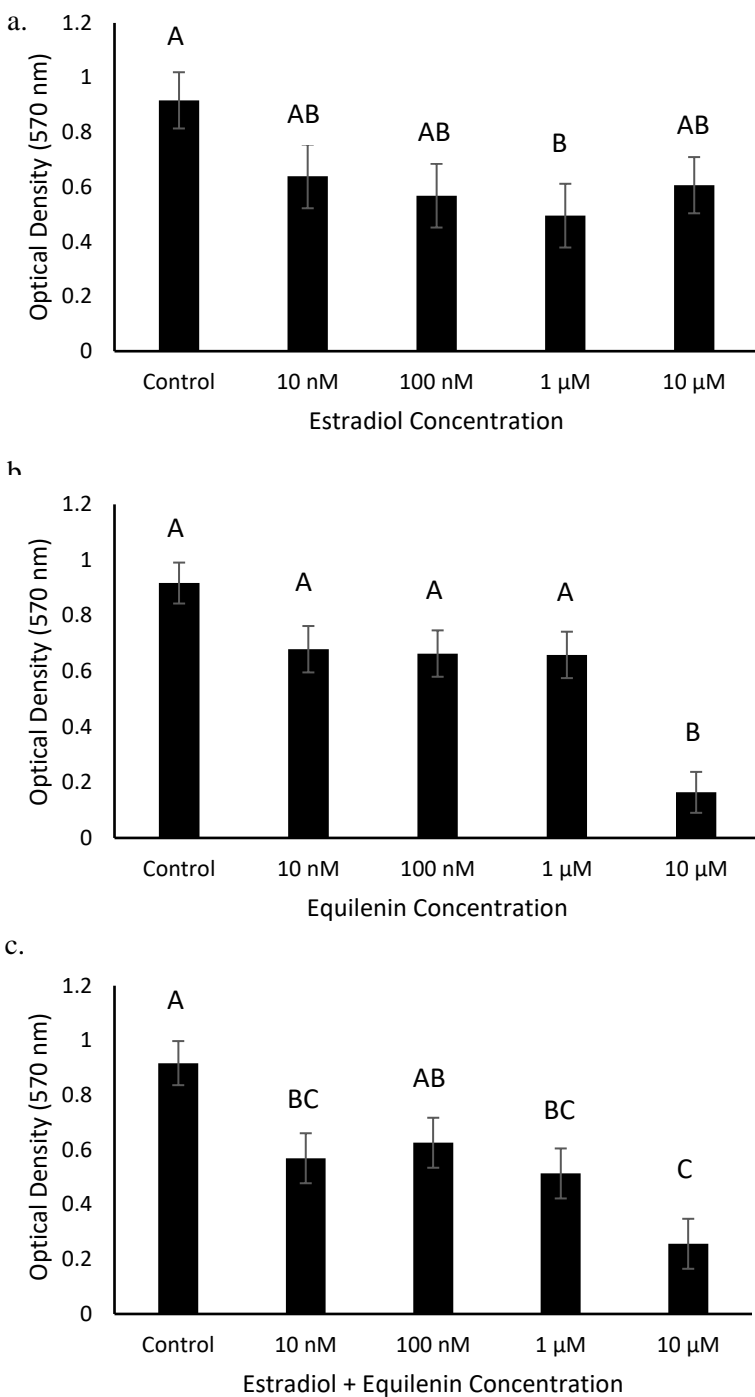 a.
Optical Density (570 nm)
1.2
1
0.8
0.6
0.4
0.2
0
A
AB
AB
B
AB
Control
10 nM
100 nM
1 µM
10 µM
Estradiol Concentration
b
Optical Density (570 nm)
1.2
1
0.8
0.6
0.4
0.2
0
A
A
A
A
B
Control
10 nM
100 nM
1 µM
10 µM
Equilenin Concentration
c.
Optical Density (570 nm)
1.2
1
0.8
0.6
0.4
0.2
0
A
BC
AB
BC
C
Control
10 nM
100 nM
1 µM
10 µM
Estradiol + Equilenin Concentration